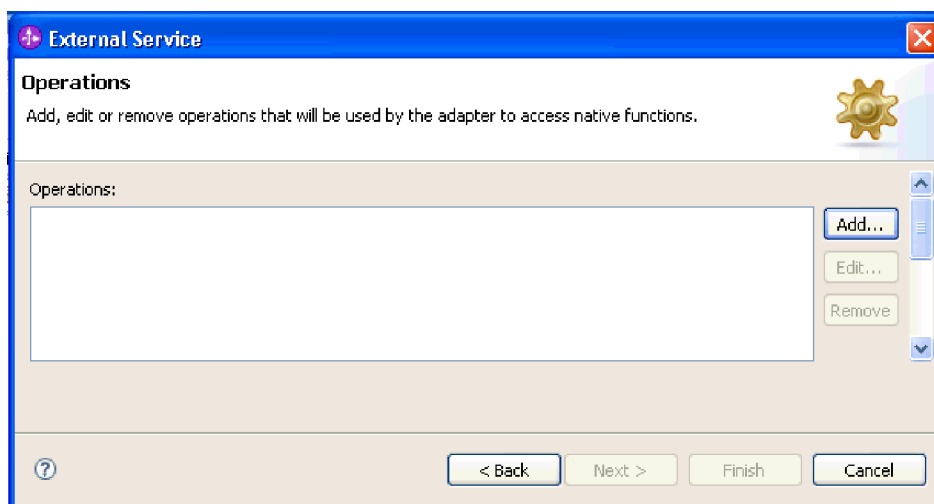 External Service
Operations
Add, edit or remove operations that will be used by the adapter to access native functions.
Operations:
Add...
Edit...
Remove
?
< Back
Next >
Finish
Cancel